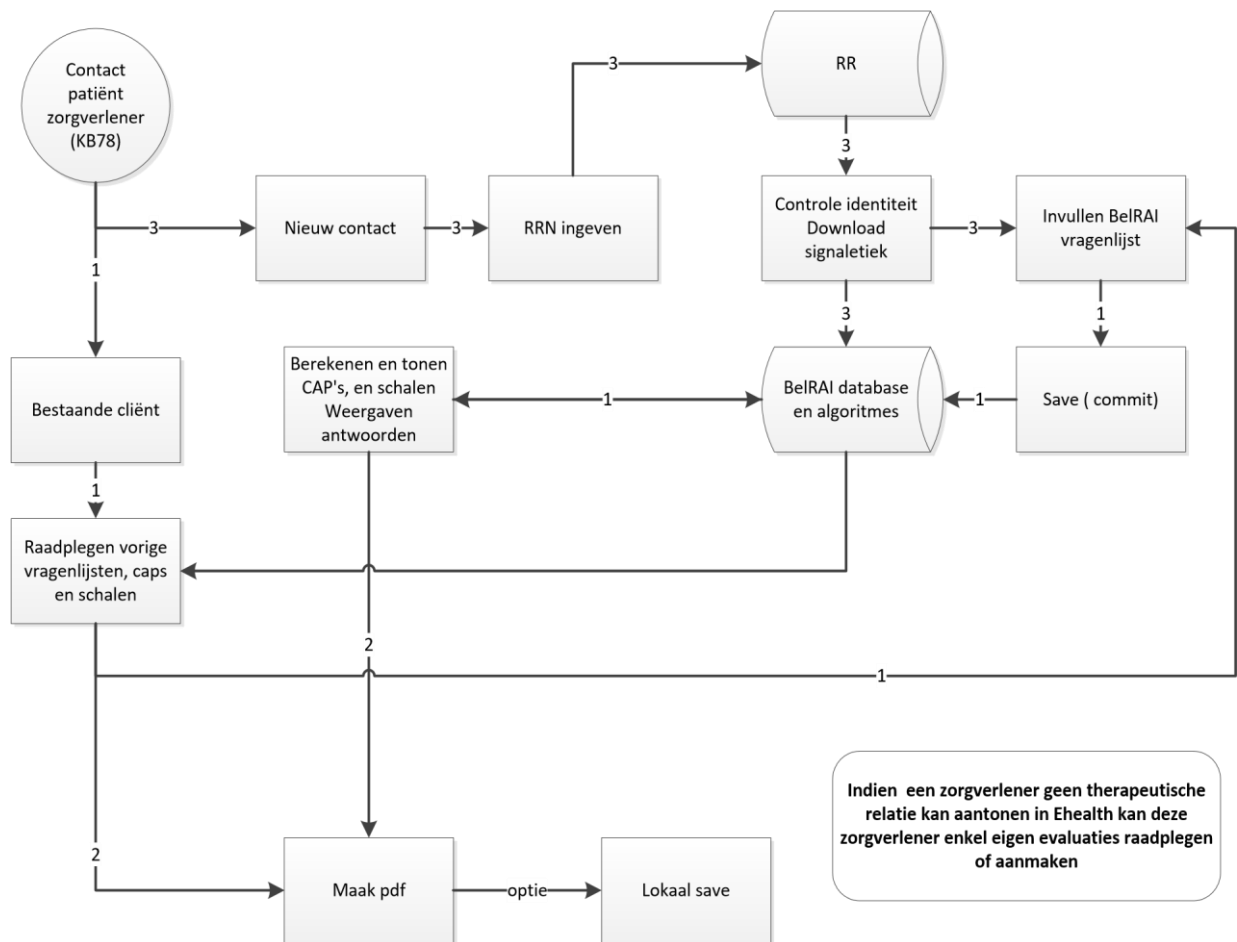 Contact
patiënt
zorgverlener
(KB78)
3
RR
3
3
Nieuw contact
3
RRN ingeven
Controle identiteit
Download
signaletiek
3
Invullen BelRAI
vragenlijst
1
3
1
Bestaande cliënt
Berekenen en tonen
CAP's, en schalen
Weergaven
antwoorden
1
BelRAI database
en algoritmes
1
Save ( commit)
1
Raadplegen vorige
vragenlijsten, caps
en schalen
2
1
Indien een zorgverlener geen therapeutische
relatie kan aantonen in Ehealth kan deze
zorgverlener enkel eigen evaluaties raadplegen
of aanmaken
2
Maak pdf
optie
Lokaal save